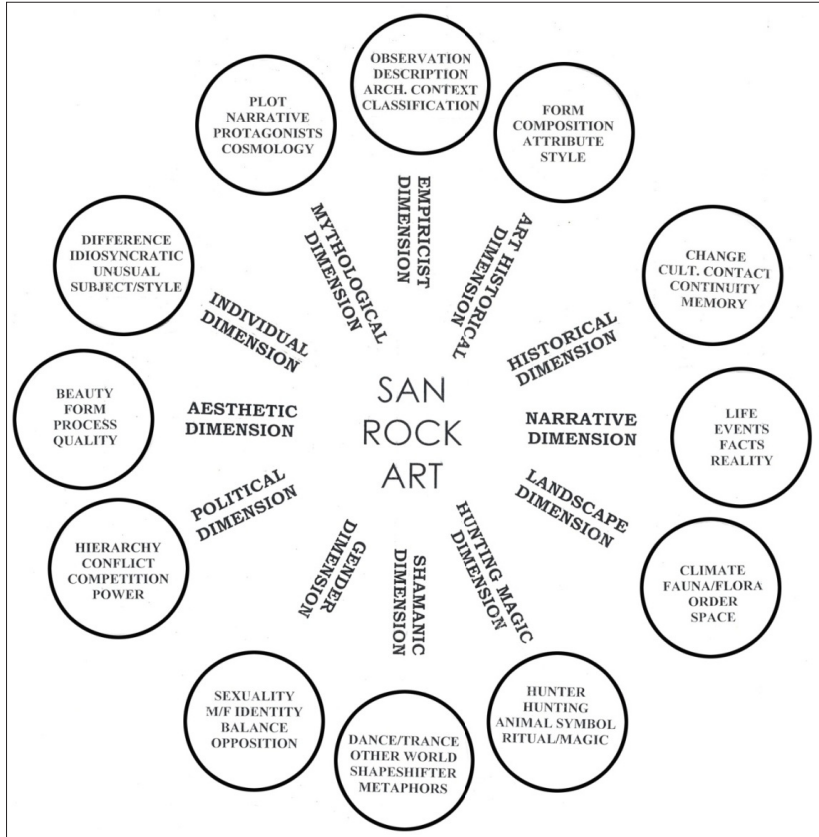 OBSERVATION
DESCRIPTION
ARCH. CONTEXT
CLASSIFICATION
PLOT
NARRATIVE
PROTAGONISTS
COSMOLOGY
FORM
COMPOSITION
ATTRIBUTE
STYLE
DIFFERENCE
IDIOSYNCRATIC
UNUSUAL
SUBJECT/STYLE
CHANGE
CULT. CONTACT
CONTINUITY
MEMORY
MYTHOLOGICAL
DIMENSION
EMPIRICIST
DIMENSION
ART HISTORICAL
DIMENSION
INDIVIDUAL
DIMENSION
HISTORICAL
DIMENSION
BEAUTY
FORM
PROCESS
QUALITY
AESTHETIC
DIMENSION
SAN
ROCK
ART
NARRATIVE
DIMENSION
LIFE
EVENTS
FACTS
REALITY
POLITICAL
DIMENSION
LANDSCAPE
DIMENSION
HIERARCHY
CONFLICT
COMPETITION
POWER
GENDER
DIMENSION
SHAMANIC
DIMENSION
HUNTING MAGIC
DIMENSION
CLIMATE
FAUNA/FLORA
ORDER
SPACE
SEXUALITY
M/F IDENTITY
BALANCE
OPPOSITION
DANCE/TRANCE
OTHER WORLD
SHAPESHIFTER
METAPHORS
HUNTER
HUNTING
ANIMAL SYMBOL
RITUAL/MAGIC